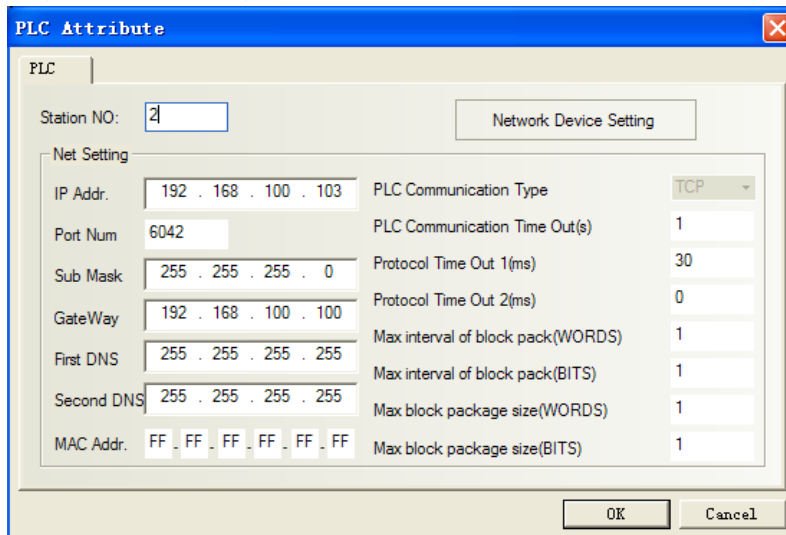 PLC Attribute
PLC
Station NO: 2
Network Device Setting
Net Setting
IP Addr. 192 . 168 . 100 . 103
Port Num 6042
Sub Mask 255 . 255 . 255 . 0
GateWay 192 . 168 . 100 . 100
First DNS 255 . 255 . 255 . 255
Second DNS 255 . 255 . 255 . 255
MAC Addr. FF - FF - FF - FF - FF - FF
PLC Communication Type TCP
PLC Communication Time Out(s) 1
Protocol Time Out 1(ms) 30
Protocol Time Out 2(ms) 0
Max interval of block pack(WORDS) 1
Max interval of block pack(BITS) 1
Max block package size(WORDS) 1
Max block package size(BITS) 1
OK
Cancel